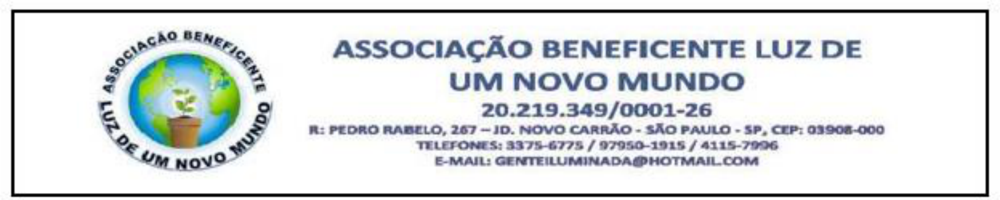 ASSOCIAÇÃO BENEFICENTE
LUZ DE UM NOVO MUNDO
ASSOCIAÇÃO BENEFICENTE LUZ DE
UM NOVO MUNDO
20.219.349/0001-26
R: PEDRO RABELO, 267 – JD. NOVO CARRÃO - SÃO PAULO - SP, CEP: 03908-000
TELEFONES: 3375-6775 / 97950-1915 / 4115-7996
E-MAIL: GENTEILUMINADA@HOTMAIL.COM